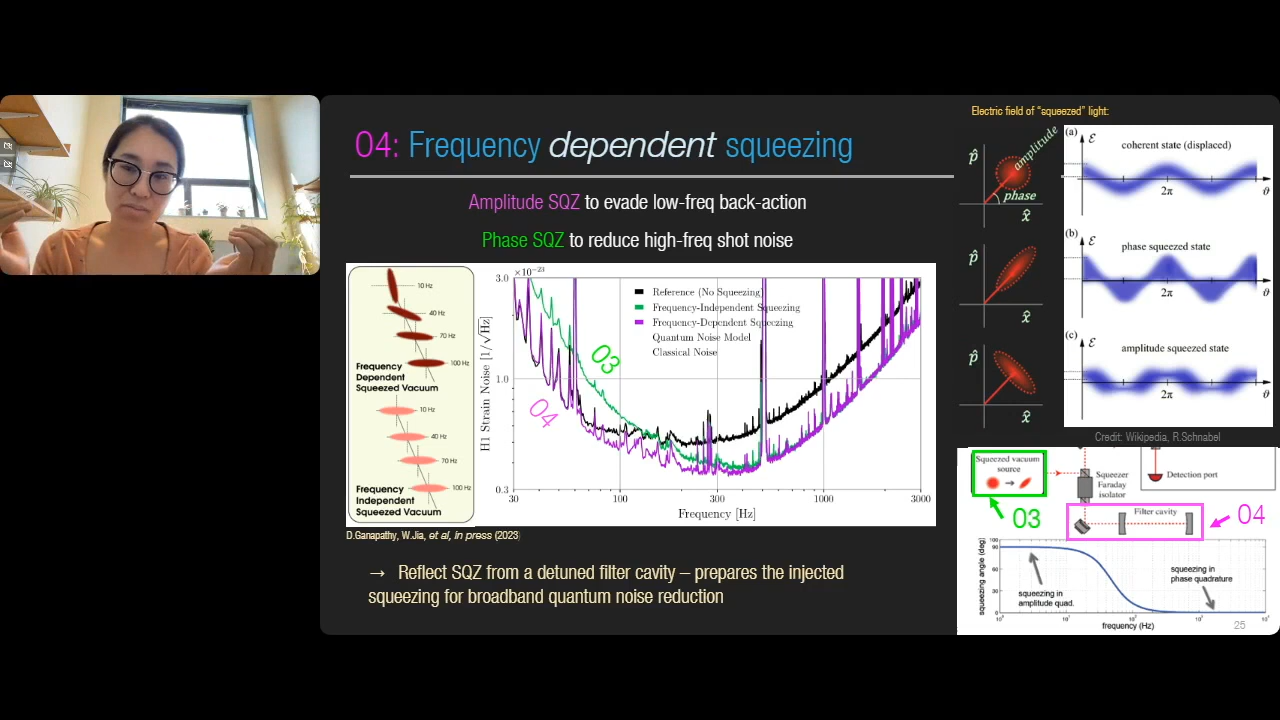 04: Frequency dependent squeezing
Amplitude SQZ to evade low-freq back-action
Phase SQZ to reduce high-freq shot noise
10 Hz
40 Hz
70 Hz
100 Hz
Frequency
Dependent
Squeezed Vacuum
10 Hz
40 Hz
70 Hz
100 Hz
Frequency
Independent
Squeezed Vacuum
×10⁻²³
3.0
1.0
0.3
H1 Strain Noise [1/√Hz]
Reference (No Squeezing)
Frequency-Independent Squeezing
Frequency-Dependent Squeezing
Quantum Noise Model
Classical Noise
03
04
30
100
300
1000
3000
Frequency [Hz]
D.Ganapathy, W.Jia, et al, in press (2023)
→ Reflect SQZ from a detuned filter cavity – prepares the injected
squeezing for broadband quantum noise reduction
Electric field of “squeezed” light:
p̂
amplitude
phase
x̂
p̂
x̂
p̂
x̂
(a)
ℰ
coherent state (displaced)
2π
ϑ
(b)
ℰ
phase squeezed state
2π
ϑ
(c)
ℰ
amplitude squeezed state
2π
ϑ
Credit: Wikipedia, R.Schnabel
Squeezed vacuum
source
Squeezer
Faraday
isolator
Detection port
03
Filter cavity
04
squeezing angle (deg)
90
60
30
0
squeezing in
amplitude quad.
squeezing in
phase quadrature
frequency (Hz)
25